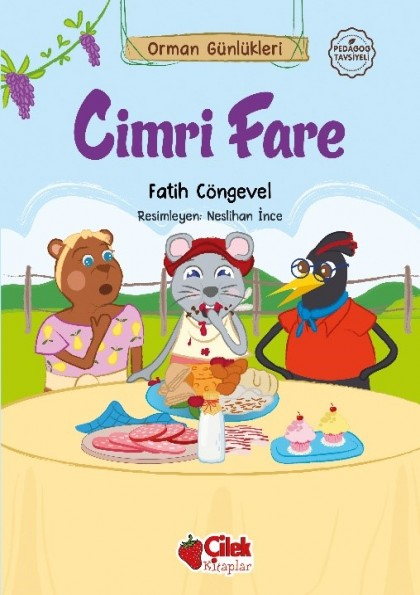 Orman Günlükleri
PEDAGOG
TAVSİYELİ
Cimri Fare
Fatih Cöngevel
Resimleyen: Neslihan İnce
Çilek
Kitaplar